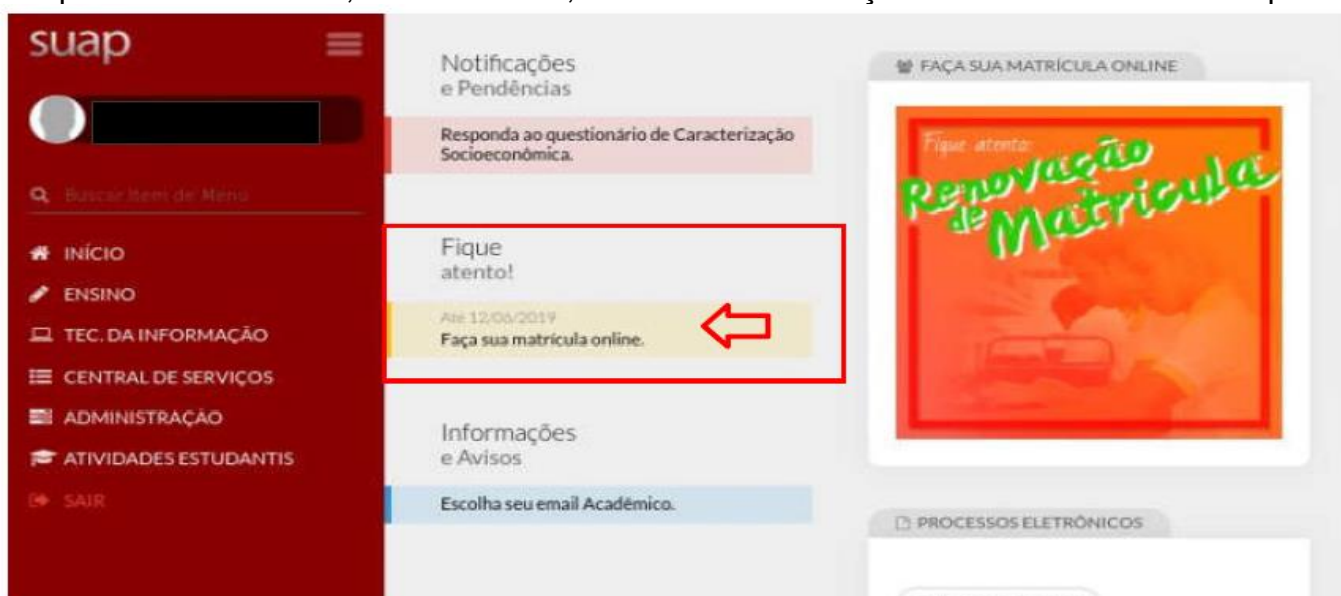 suap
Buscar Item de Menu
INÍCIO
ENSINO
TEC. DA INFORMAÇÃO
CENTRAL DE SERVIÇOS
ADMINISTRAÇÃO
ATIVIDADES ESTUDANTIS
SAIR
Notificações
e Pendências
Responda ao questionário de Caracterização
Socioeconômica.
Fique
atento!
Até 12/06/2019
Faça sua matrícula online.
Informações
e Avisos
Escolha seu email Acadêmico.
FAÇA SUA MATRÍCULA ONLINE
Fique atento:
Renovação
de Matrícula
PROCESSOS ELETRÔNICOS